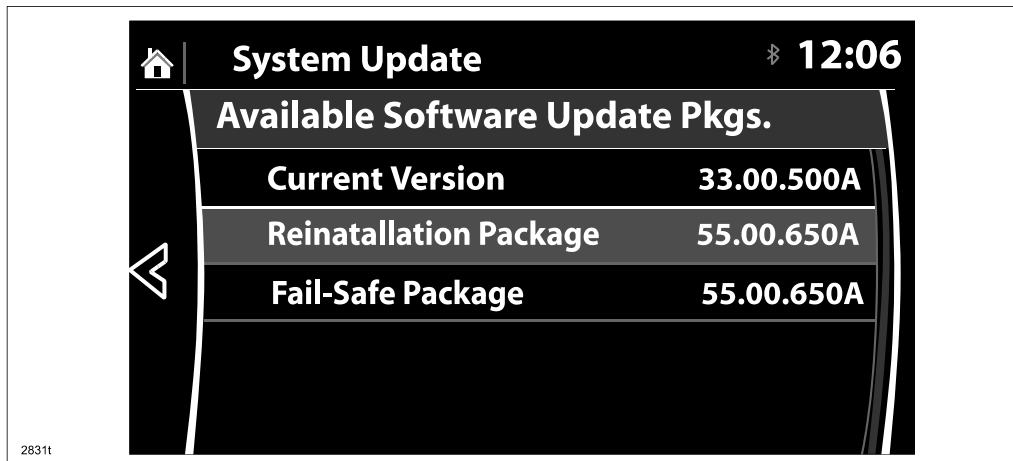 System Update 12:06
Available Software Update Pkgs.
Current Version 33.00.500A
Reinatallation Package 55.00.650A
Fail-Safe Package 55.00.650A
2831t